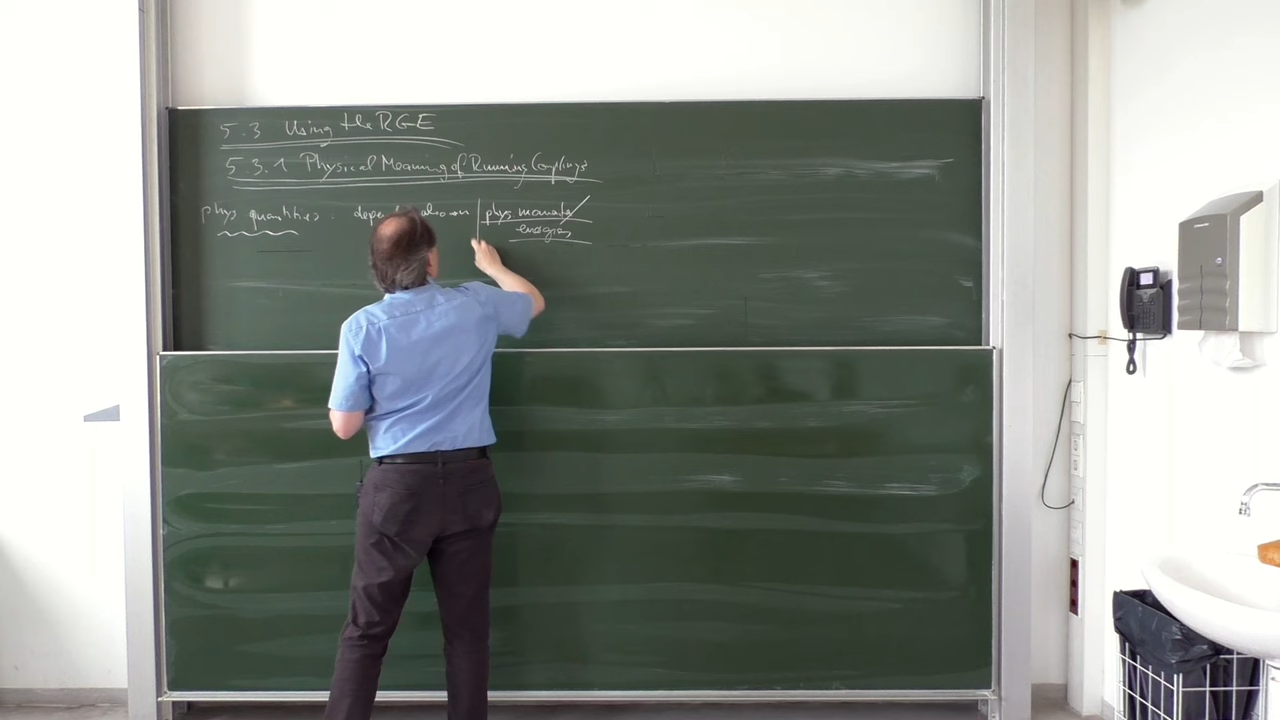 5.3 Using the RGE
5.3.1 Physical Meaning of Running Couplings
phys quantities : also on phys momenta/
energies